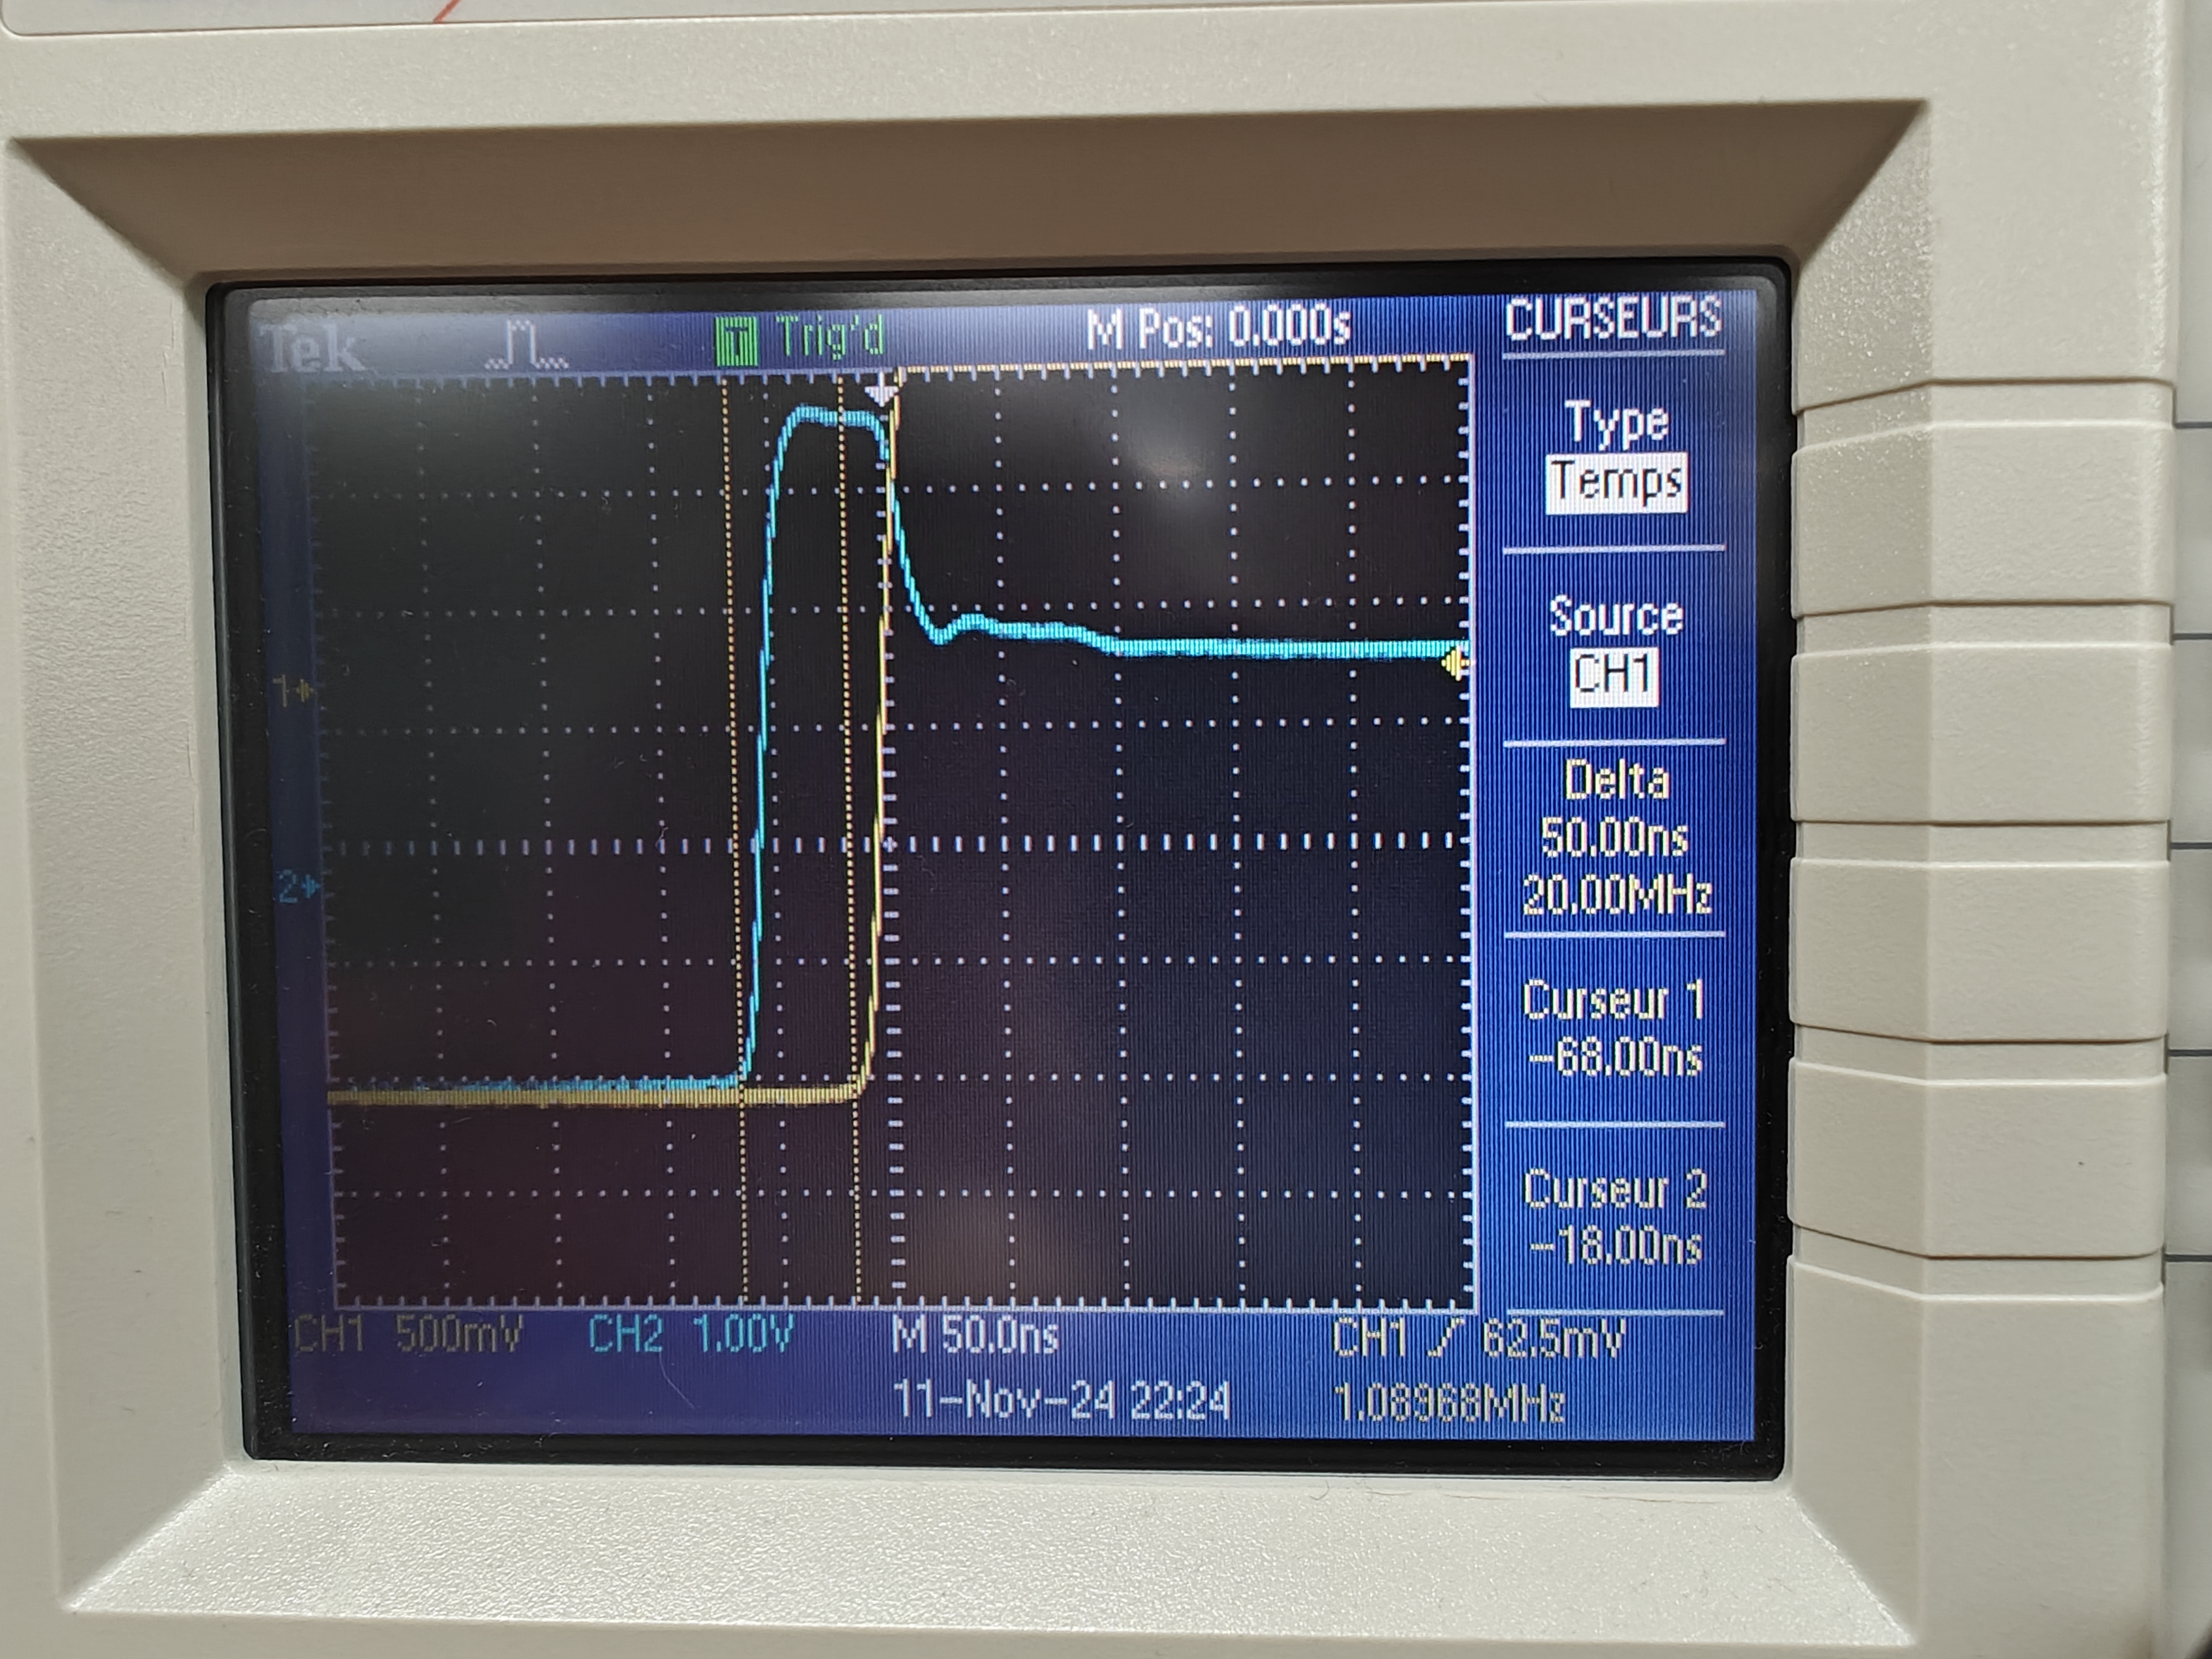 Tek Trig'd M Pos: 0.000s CURSEURS
Type
Temps
Source
CH1
1
Delta
50.00ns
20.00MHz
2
Curseur 1
-68.00ns
Curseur 2
-18.00ns
CH1 500mV CH2 1.00V M 50.0ns CH1 62.5mV
11-Nov-24 22:24 1.08968MHz